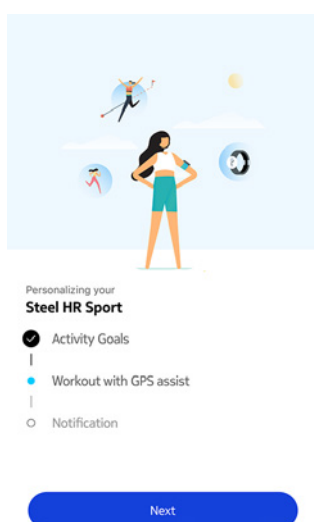 Personalizing your
Steel HR Sport
Activity Goals
Workout with GPS assist
Notification
Next